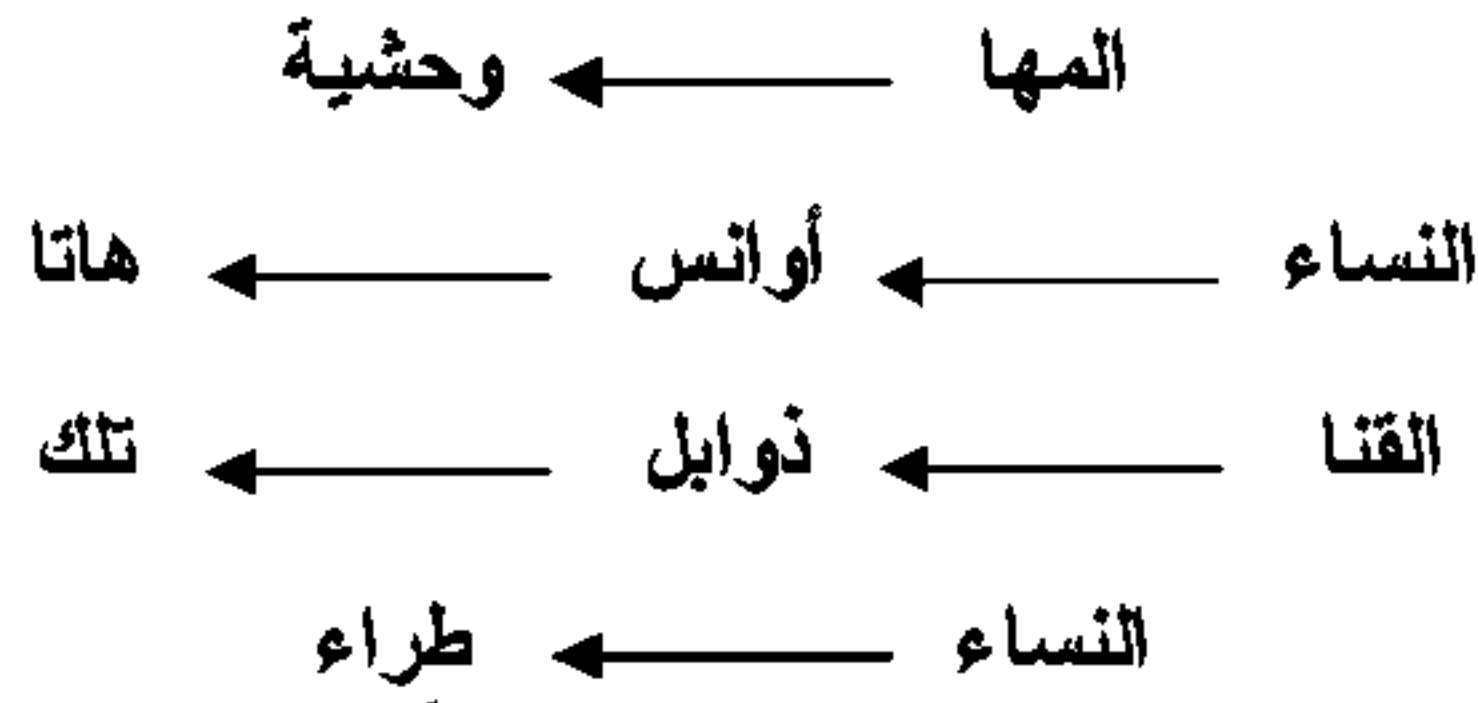 المها وحشية
النساء أوانس هاتا
القنا ذوابل تلك
النساء طراء